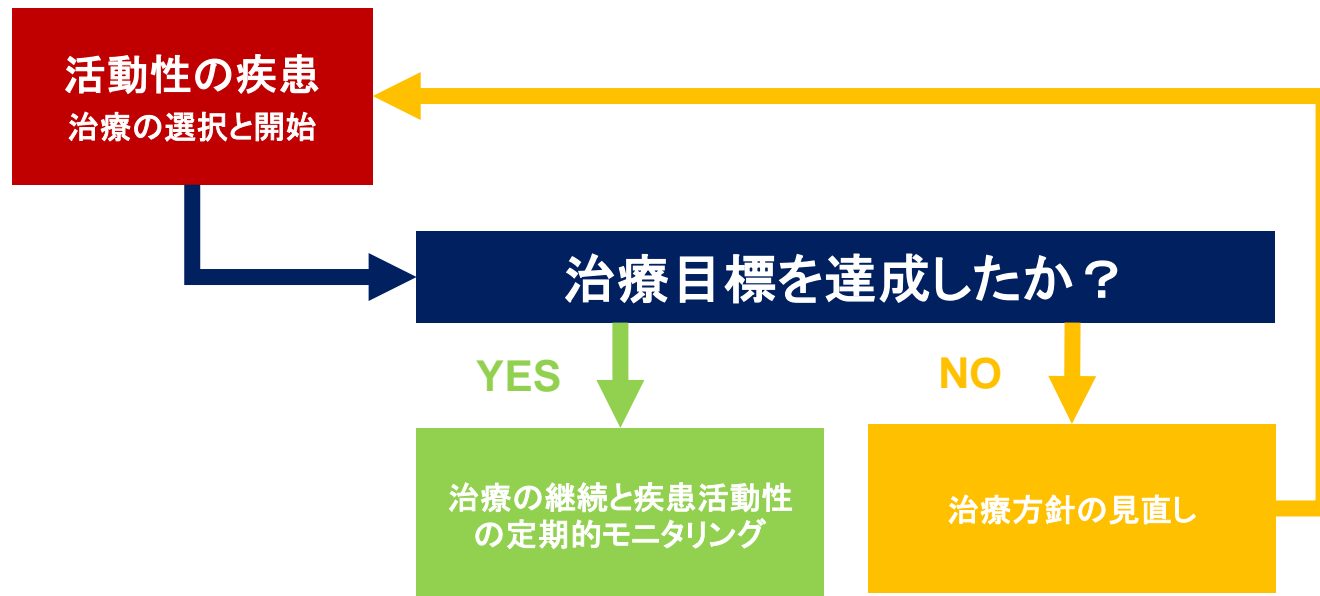 活動性の疾患
治療の選択と開始
治療目標を達成したか？
YES
NO
治療の継続と疾患活動性
の定期的モニタリング
治療方針の見直し